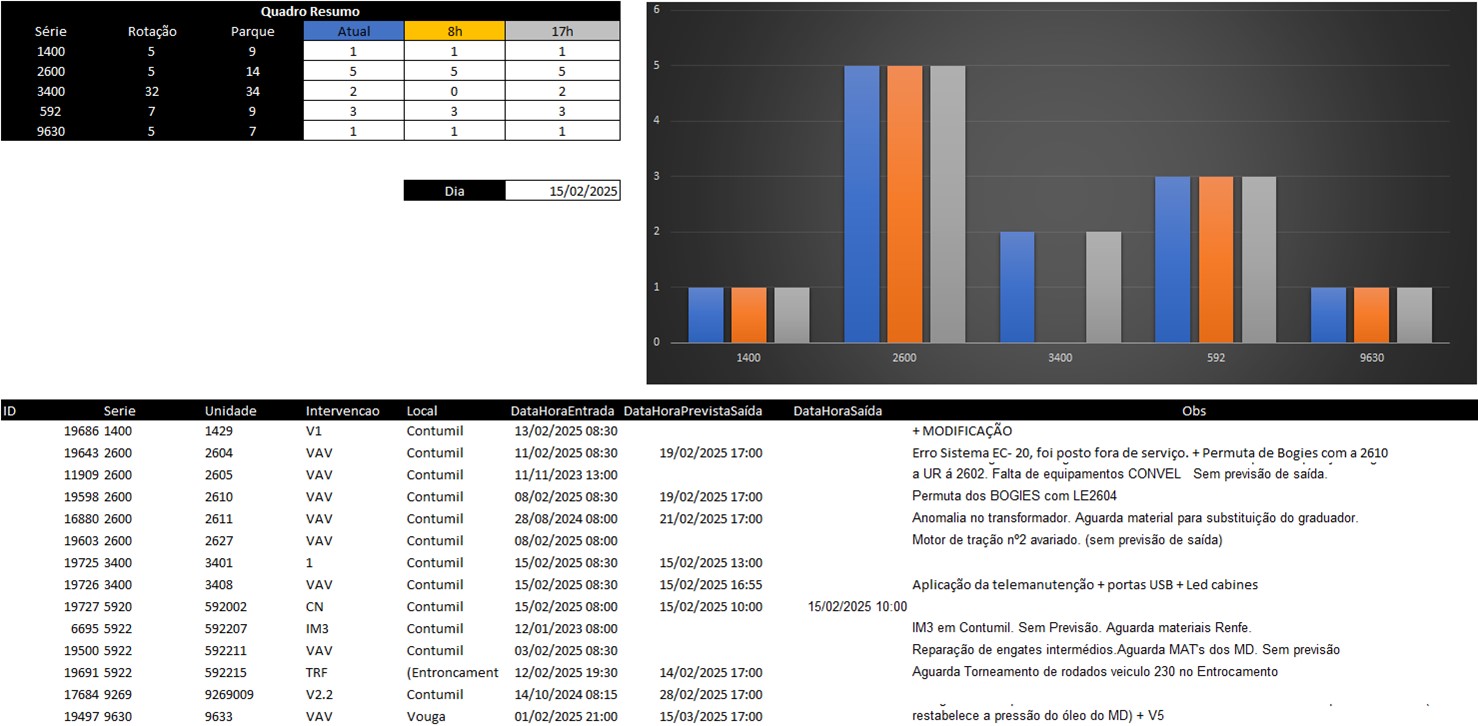 Quadro Resumo
Série Rotação Parque Atual 8h 17h
1400 5 9 1 1 1
2600 5 14 5 5 5
3400 32 34 2 0 2
592 7 9 3 3 3
9630 5 7 1 1 1
Dia 15/02/2025
6
5
4
3
2
1
0
1400 2600 3400 592 9630
ID Serie Unidade Intervencao Local DataHoraEntrada DataHoraPrevistaSaída DataHoraSaída Obs
19686 1400 1429 V1 Contumil 13/02/2025 08:30 + MODIFICAÇÃO
19643 2600 2604 VAV Contumil 11/02/2025 08:30 19/02/2025 17:00 Erro Sistema EC- 20, foi posto fora de serviço. + Permuta de Bogies com a 2610
11909 2600 2605 VAV Contumil 11/11/2023 13:00 a UR á 2602. Falta de equipamentos CONVEL Sem previsão de saída.
19598 2600 2610 VAV Contumil 08/02/2025 08:30 19/02/2025 17:00 Permuta dos BOGIES com LE2604
16880 2600 2611 VAV Contumil 28/08/2024 08:00 21/02/2025 17:00 Anomalia no transformador. Aguarda material para substituição do graduador.
19603 2600 2627 VAV Contumil 08/02/2025 08:00 Motor de tração nº2 avariado. (sem previsão de saída)
19725 3400 3401 1 Contumil 15/02/2025 08:30 15/02/2025 13:00
19726 3400 3408 VAV Contumil 15/02/2025 08:30 15/02/2025 16:55 Aplicação da telemanutenção + portas USB + Led cabines
19727 5920 592002 CN Contumil 15/02/2025 08:00 15/02/2025 10:00 15/02/2025 10:00
6695 5922 592207 IM3 Contumil 12/01/2023 08:00 IM3 em Contumil. Sem Previsão. Aguarda materiais Renfe.
19500 5922 592211 VAV Contumil 03/02/2025 08:30 Reparação de engates intermédios.Aguarda MAT's dos MD. Sem previsão
19691 5922 592215 TRF (Entroncament 12/02/2025 19:30 14/02/2025 17:00 Aguarda Torneamento de rodados veiculo 230 no Entrocamento
17684 9269 9269009 V2.2 Contumil 14/10/2024 08:15 28/02/2025 17:00
19497 9630 9633 VAV Vouga 01/02/2025 21:00 15/03/2025 17:00 restabelece a pressão do óleo do MD) + V5